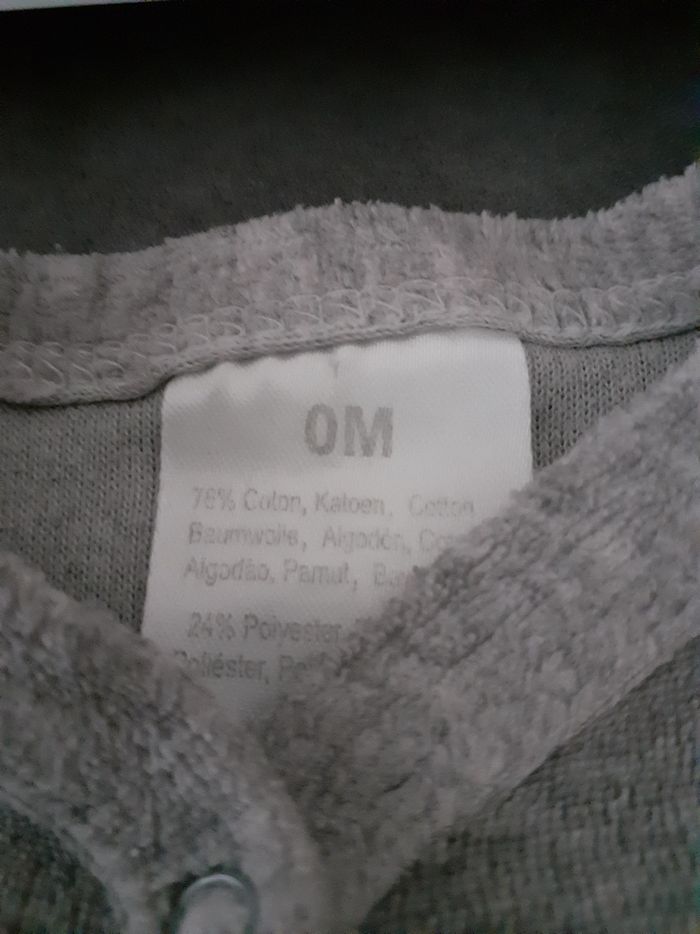 0M
76% Coton, Katoen, Cotton
Baumwolle, Algodón,
Algodão, Pamut,
24% Polyester
Poliéster,